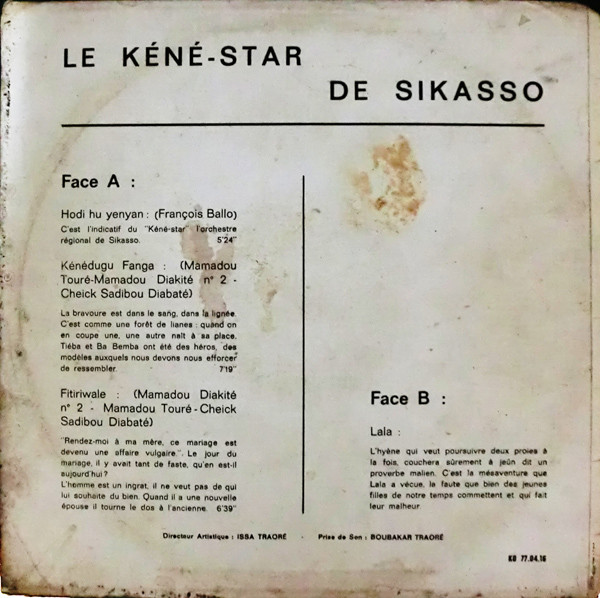 LE KÉNÉ-STAR
DE SIKASSO
Face A :
Hodi hu yenyan : (François Ballo)
C'est l'indicatif du "Kéné-star" l'orchestre
régional de Sikasso. 5'24"
Kénédugu Fanga : (Mamadou
Touré-Mamadou Diakité n° 2 -
Cheick Sadibou Diabaté)
La bravoure est dans le sang, dans la lignée.
C'est comme une forêt de lianes : quand on
en coupe une, une autre naît à sa place.
Tiéba et Ba Bemba ont été des héros, des
modèles auxquels nous devons nous efforcer
de ressembler. 7'19"
Fitiriwale : (Mamadou Diakité
n° 2 - Mamadou Touré - Cheick
Sadibou Diabaté)
"Rendez-moi à ma mère, ce mariage est
devenu une affaire vulgaire". Le jour du
mariage, il y avait tant de faste, qu'en est-il
aujourd'hui ?
L'homme est un ingrat, il ne veut pas de qui
lui souhaite du bien. Quand il a une nouvelle
épouse il tourne le dos à l'ancienne. 6'39"
Face B :
Lala :
L'hyène qui veut poursuivre deux proies à
la fois, couchera sûrement à jeûn dit un
proverbe malien. C'est la mésaventure que
Lala a vécue, la faute que bien des jeunes
filles de notre temps commettent et qui fait
leur malheur
Directeur Artistique : ISSA TRAORÉ - Prise de Son : BOUBAKAR TRAORÉ
KO 77.04.16